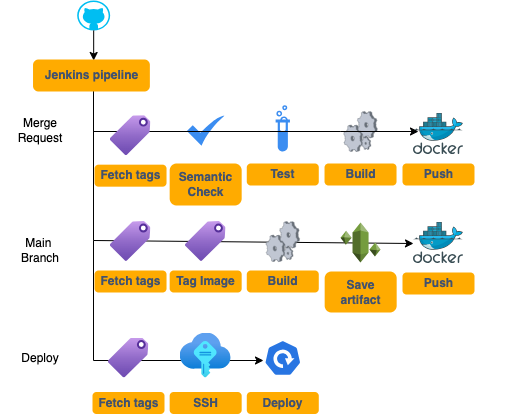 Jenkins pipeline
Merge
Request
docker
Fetch tags
Semantic
Check
Test
Build
Push
Main
Branch
docker
Fetch tags
Tag Image
Build
Save
artifact
Push
Deploy
Fetch tags
SSH
Deploy